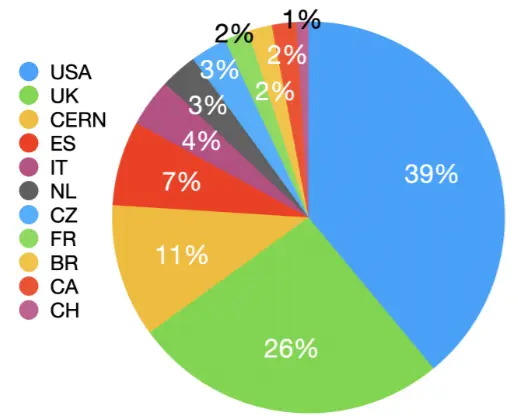 USA
UK
CERN
ES
IT
NL
CZ
FR
BR
CA
CH
39%
26%
11%
7%
4%
3%
3%
2%
2%
2%
1%